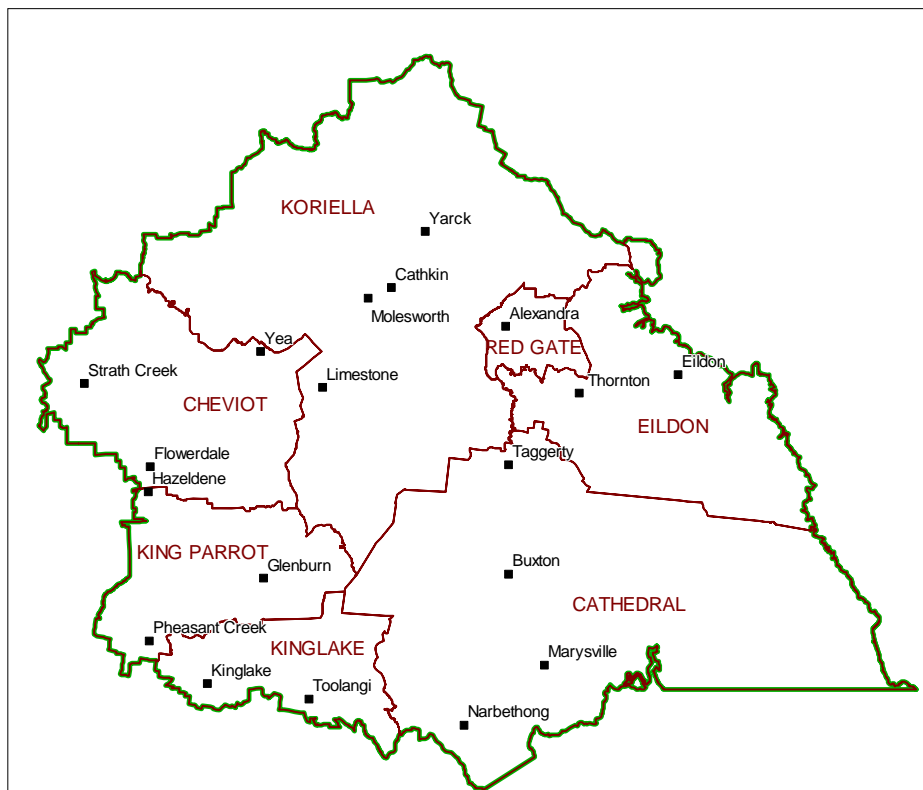 KORIELLA
Yarck
Cathkin
Molesworth
Alexandra
RED GATE
Yea
Eildon
Strath Creek
Limestone
Thornton
CHEVIOT
EILDON
Flowerdale
Taggerty
Hazeldene
KING PARROT
Glenburn
Buxton
CATHEDRAL
Pheasant Creek
KINGLAKE
Marysville
Kinglake
Toolangi
Narbethong